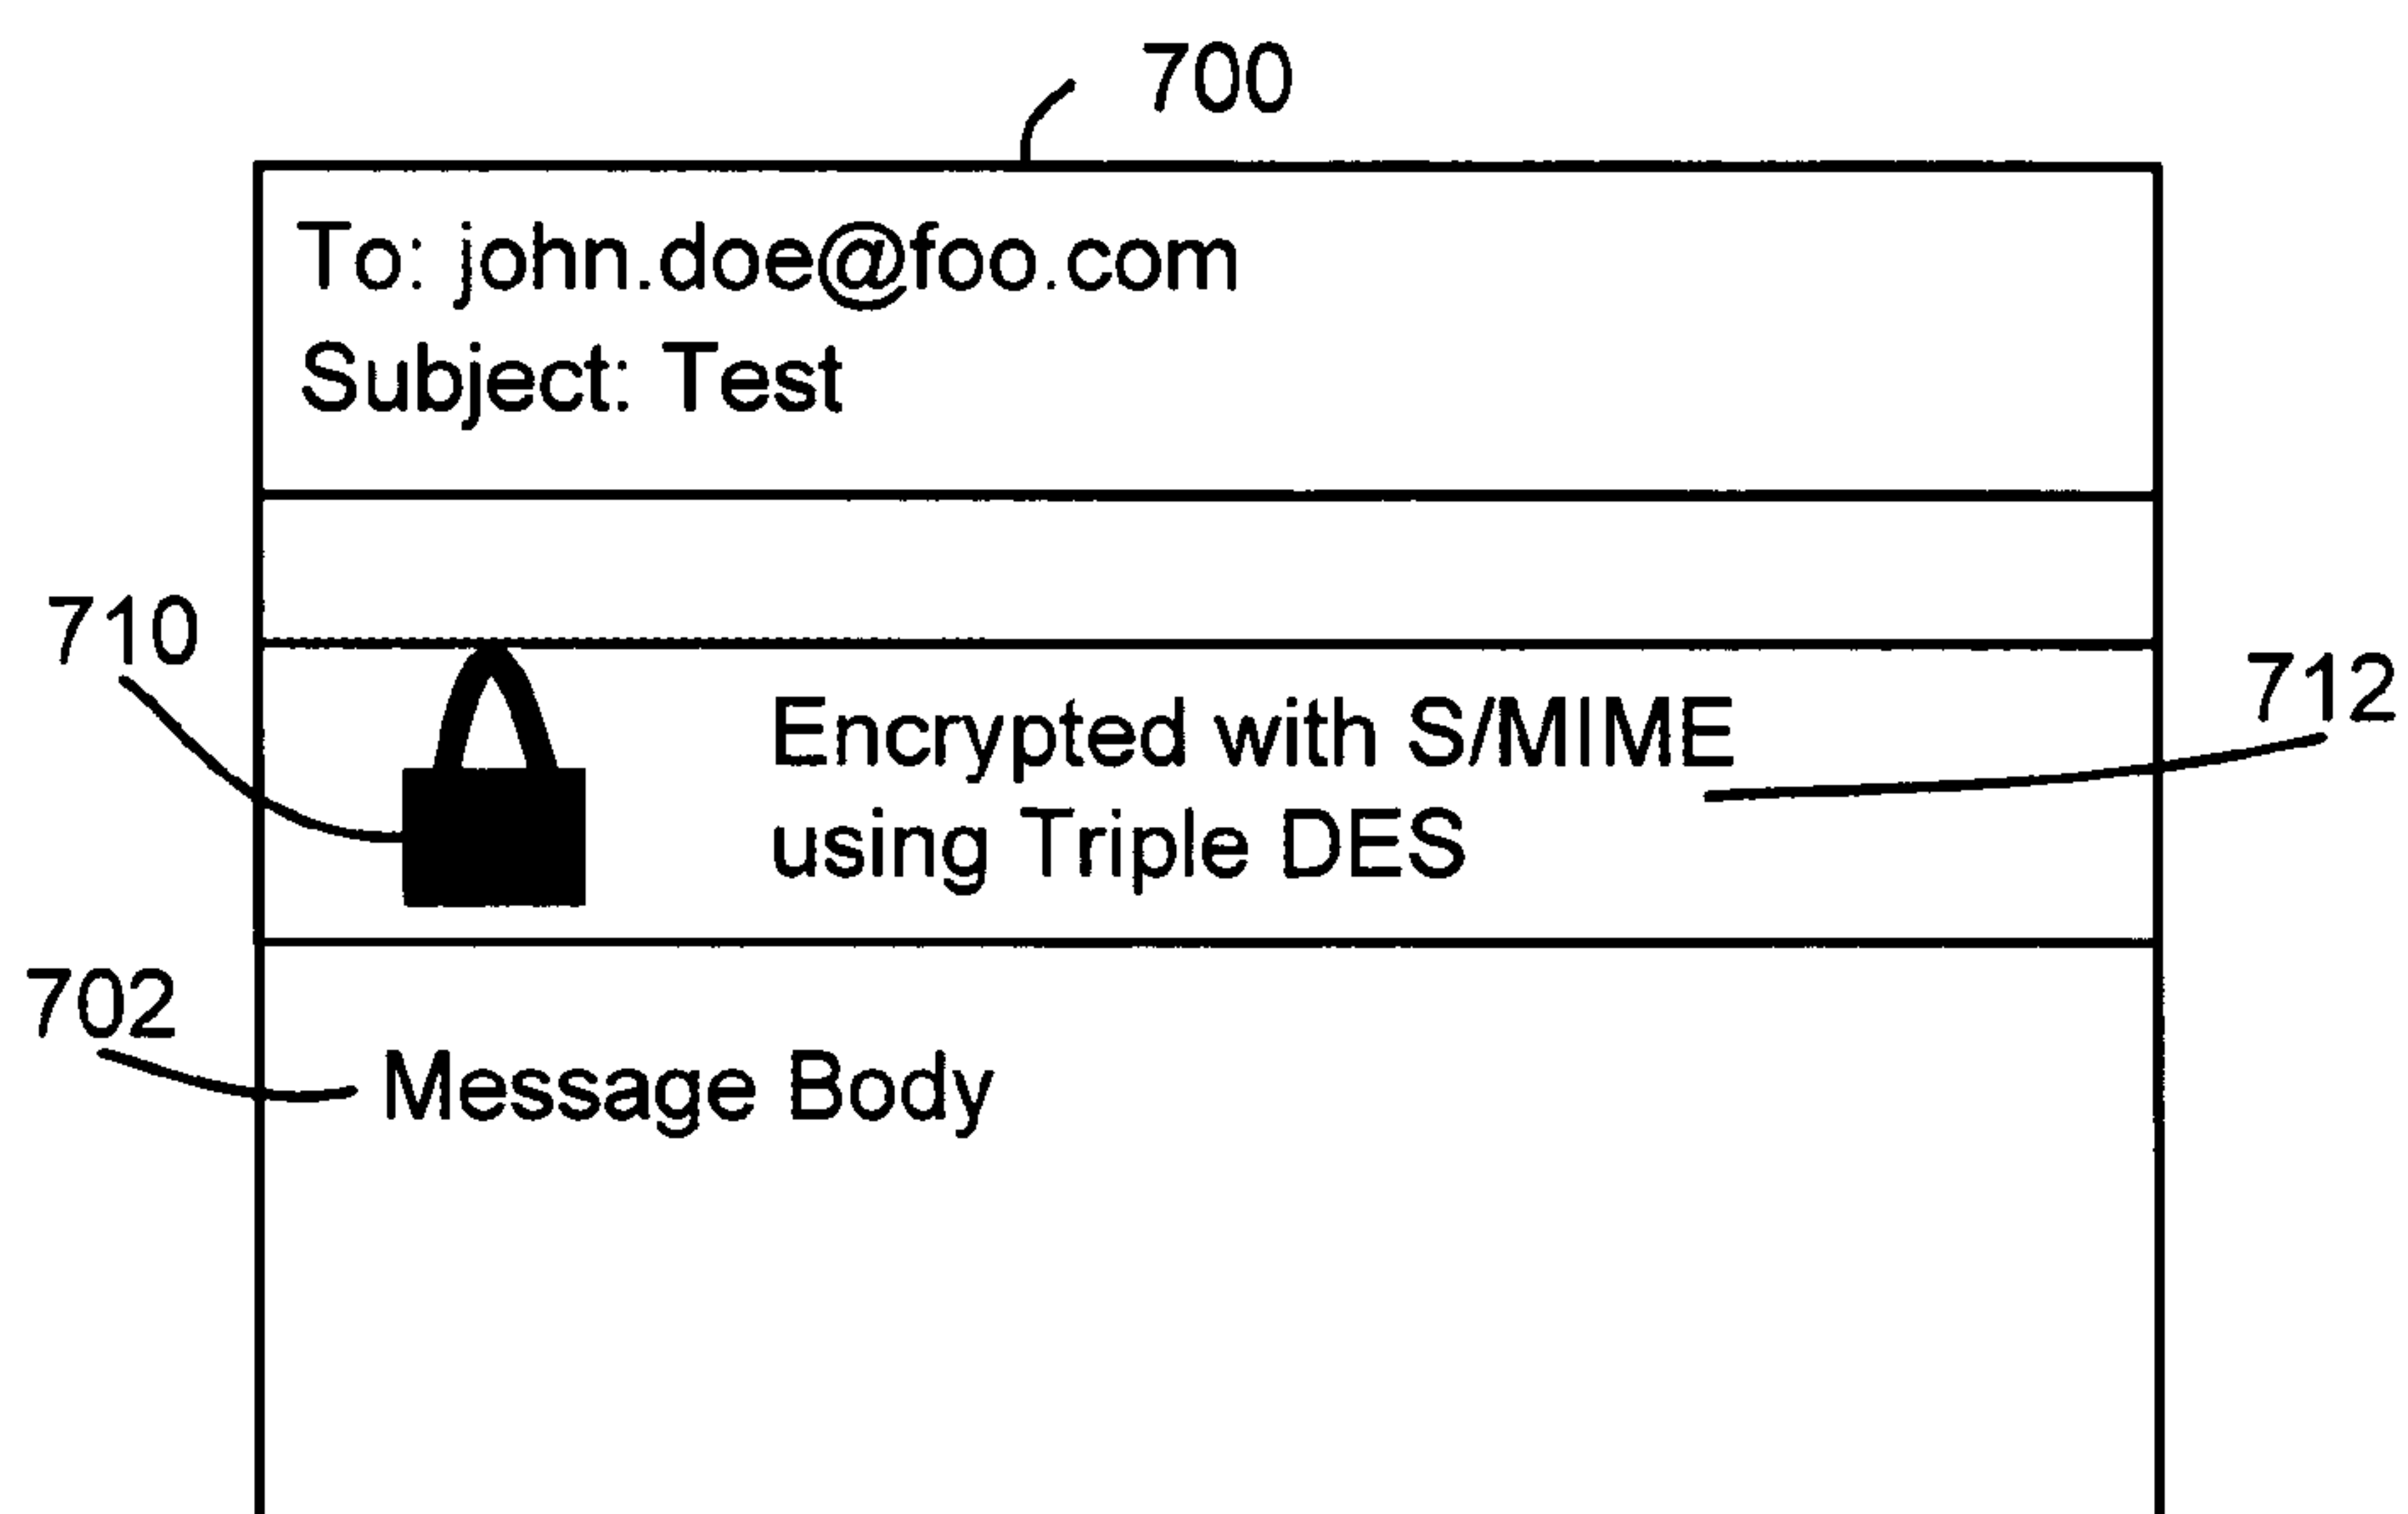 700
To: john.doe@foo.com
Subject: Test
710
712
Encrypted with S/MIME
using Triple DES
702
Message Body